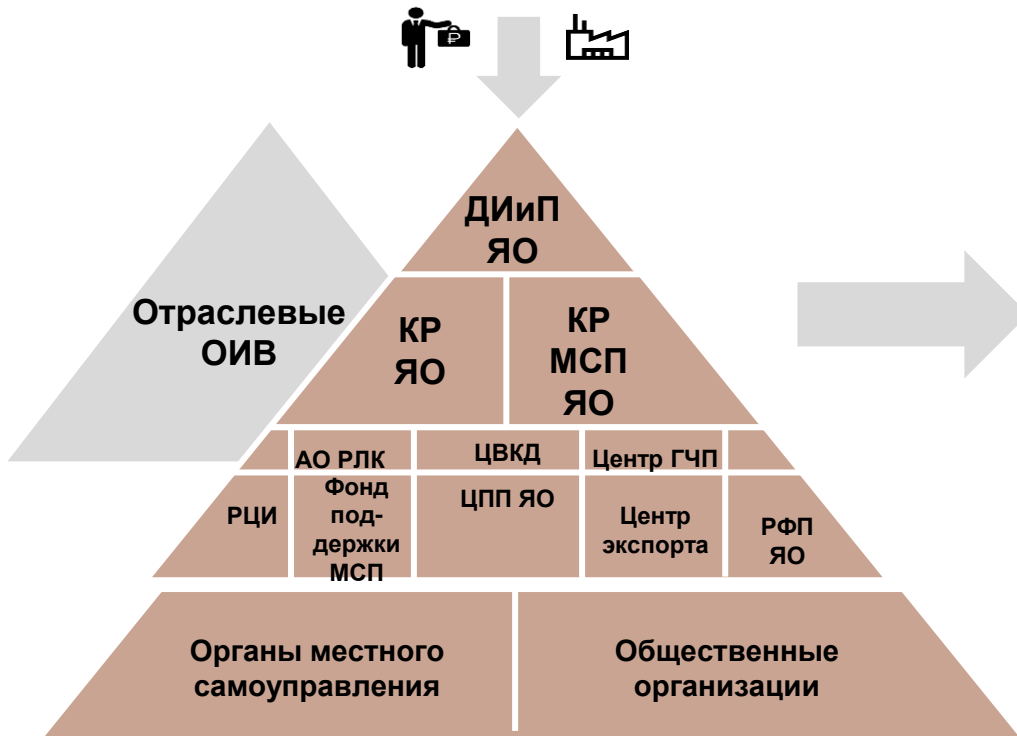 ₽
ДИиП
ЯО
Отраслевые
ОИВ
КР
ЯО
КР
МСП
ЯО
АО РЛК
ЦВКД
Центр ГЧП
РЦИ
Фонд
под-
держки
МСП
ЦПП ЯО
Центр
экспорта
РФП
ЯО
Органы местного
самоуправления
Общественные
организации